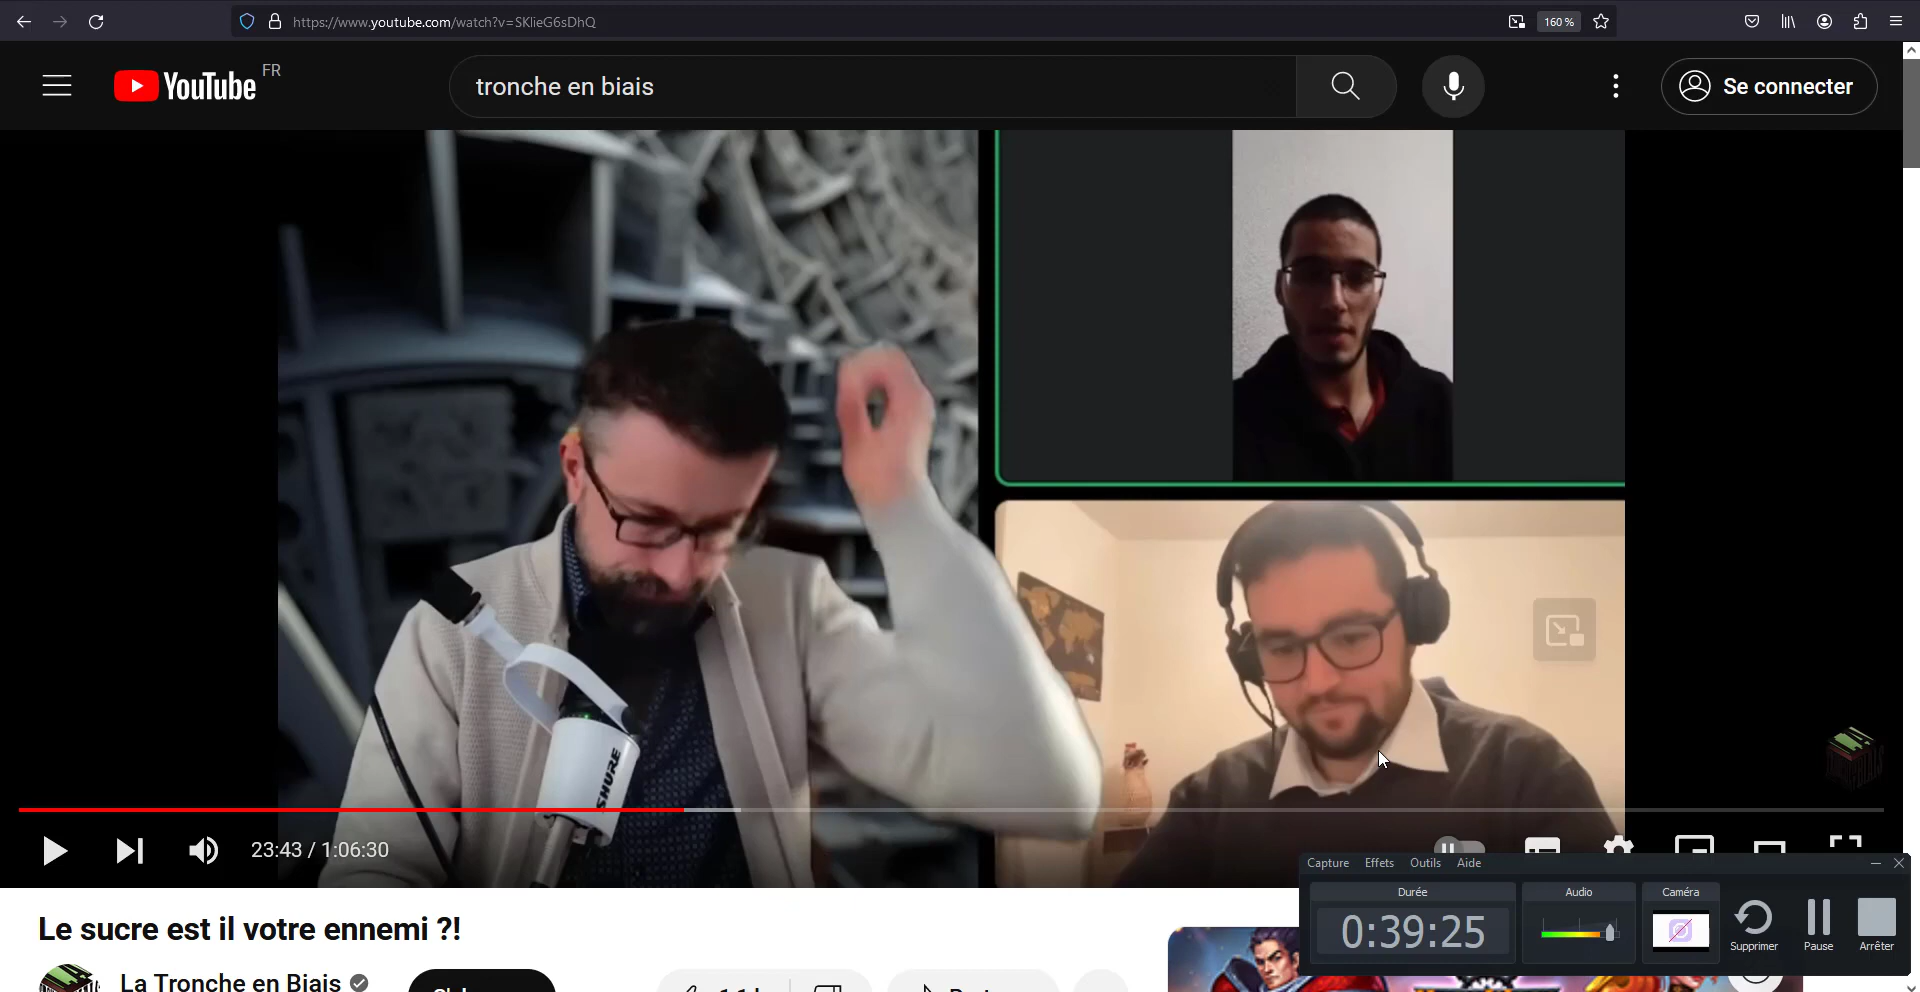 https://www.youtube.com/watch?v=SKlieG6sDhQ
160 %
YouTube FR
tronche en biais
Se connecter
SHURE
23:43 / 1:06:30
Capture Effets Outils Aide
Durée Audio Caméra
0:39:25
Supprimer Pause Arrêter
Le sucre est il votre ennemi ?!
La Tronche en Biais